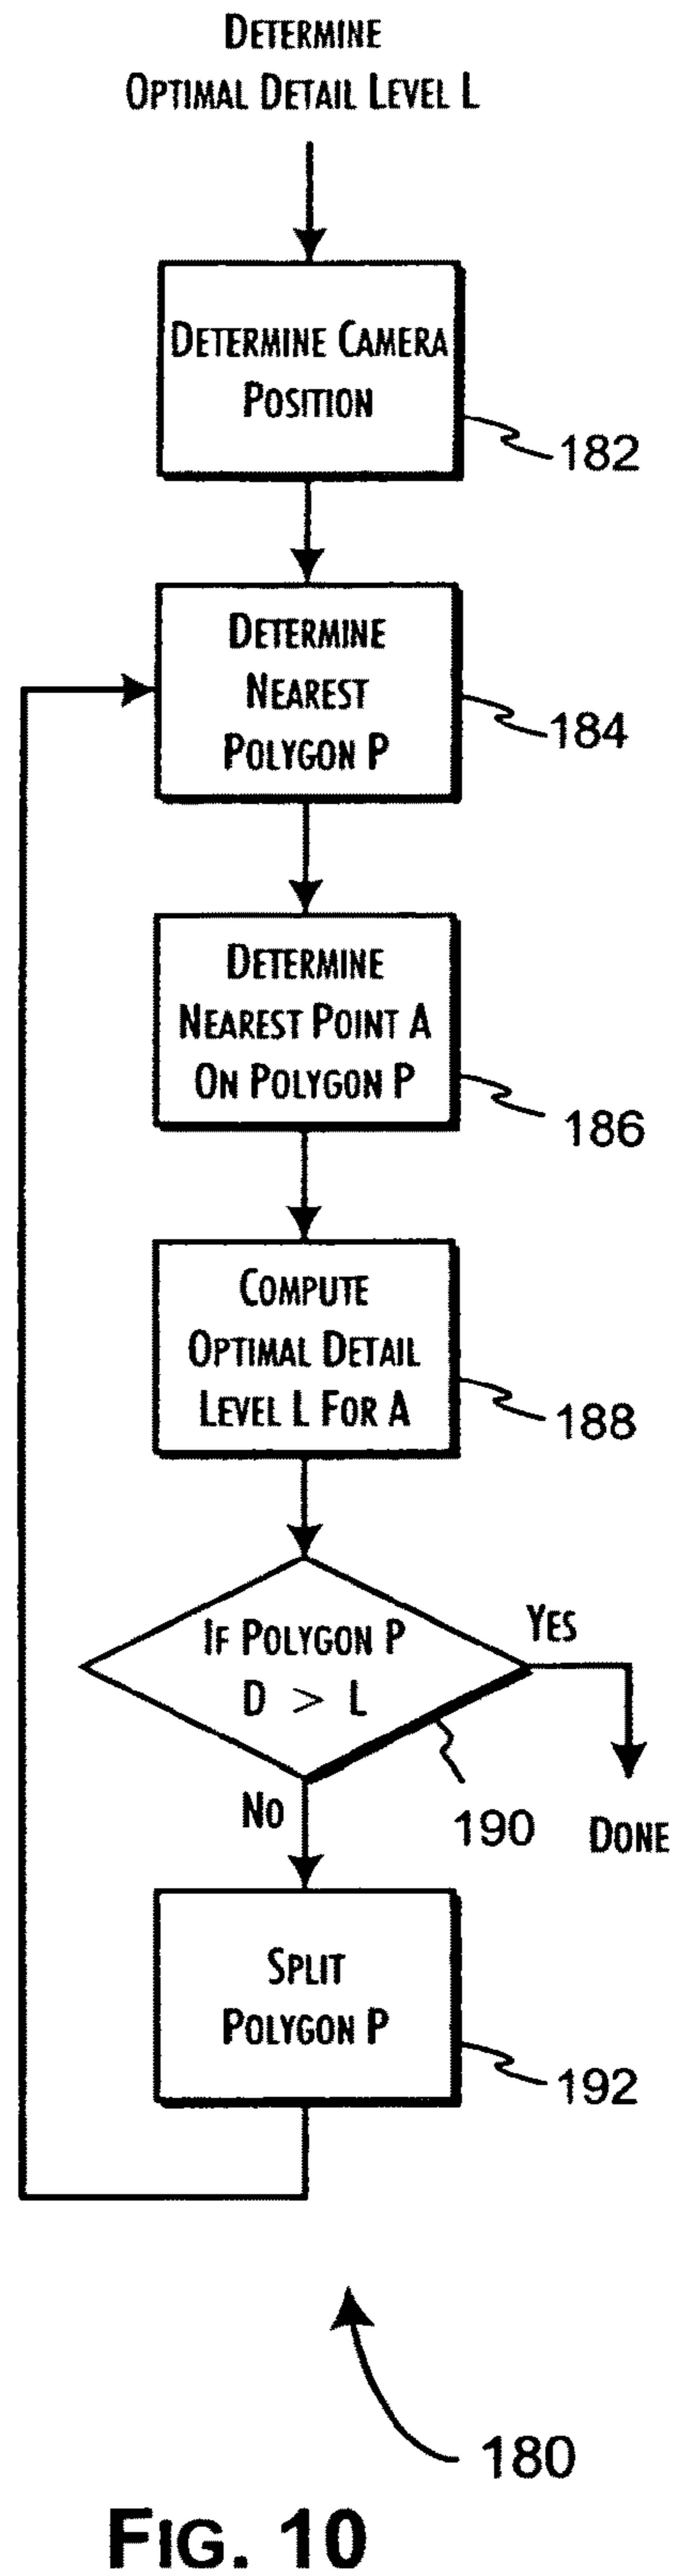 DETERMINE
OPTIMAL DETAIL LEVEL L
DETERMINE CAMERA
POSITION
182
DETERMINE
NEAREST
POLYGON P
184
DETERMINE
NEAREST POINT A
ON POLYGON P
186
COMPUTE
OPTIMAL DETAIL
LEVEL L FOR A
188
IF POLYGON P
D > L
YES
190
DONE
NO
SPLIT
POLYGON P
192
180
FIG. 10